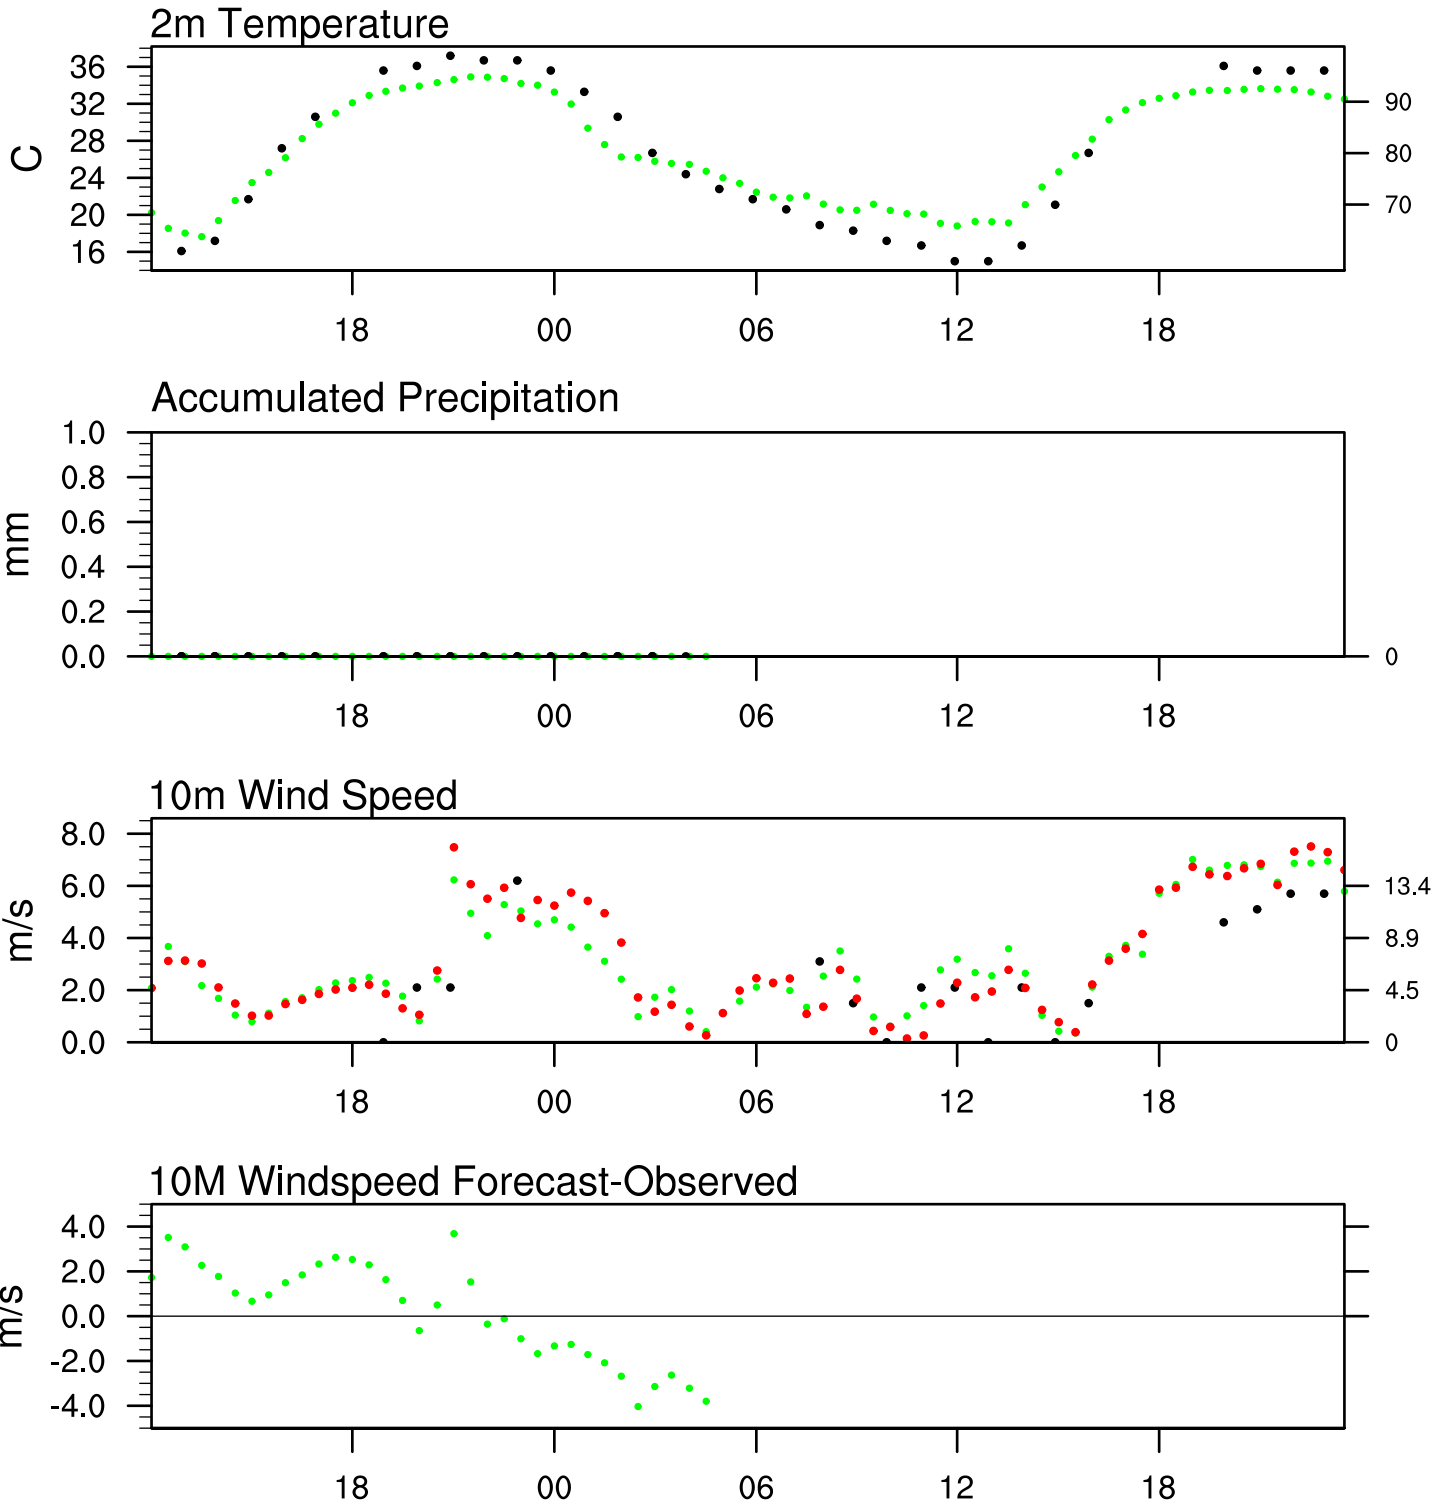 2m Temperature
36
32
28
24
20
16
C
90
80
70
18 00 06 12 18
Accumulated Precipitation
1.0
0.8
0.6
0.4
0.2
0.0
mm
0
18 00 06 12 18
10m Wind Speed
8.0
6.0
4.0
2.0
0.0
m/s
13.4
8.9
4.5
0
18 00 06 12 18
10M Windspeed Forecast-Observed
4.0
2.0
0.0
-2.0
-4.0
m/s
18 00 06 12 18